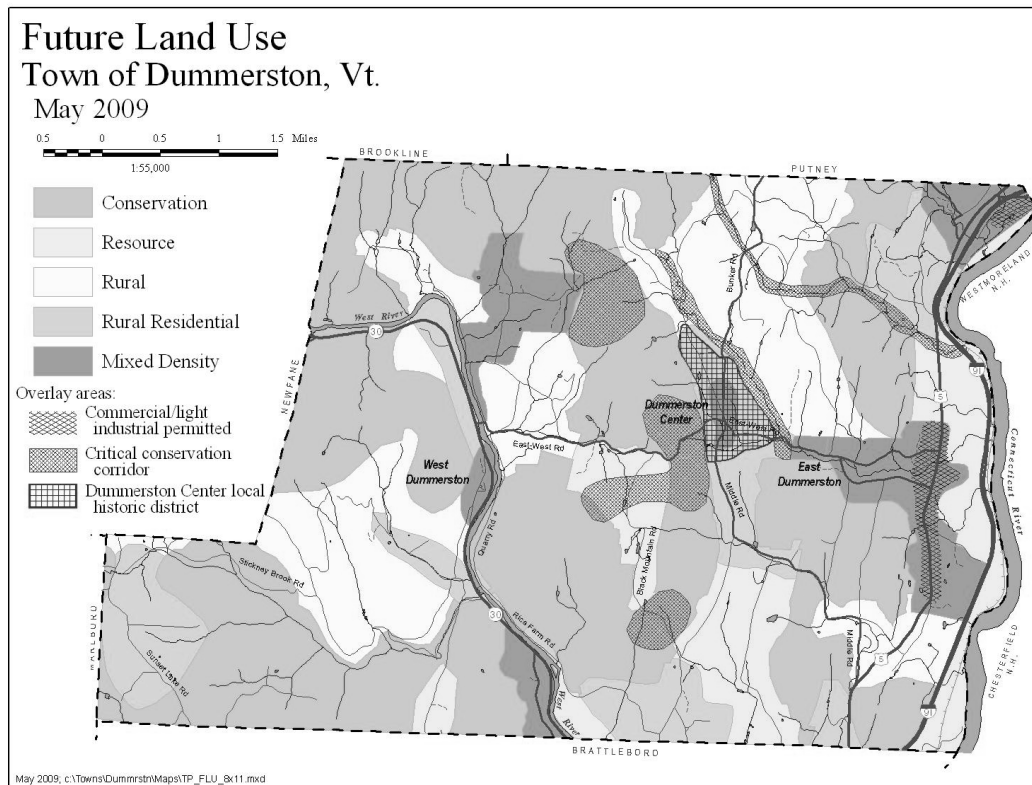 Future Land Use
Town of Dummerston, Vt.
May 2009
0.5 0 0.5 1 1.5 Miles
1:55,000
Conservation
Resource
Rural
Rural Residential
Mixed Density
Overlay areas:
Commercial/light
industrial permitted
Critical conservation
corridor
Dummerston Center local
historic district
BROOKLINE
PUTNEY
WESTMORELAND
N.H.
NEWFANE
West River
30
Bunker Rd
91
5
Dummerston
Center
East-West
East-West Rd
West
Dummerston
East
Dummerston
Connecticut River
Quarry Rd
Middle Rd
Black Mountain Rd
Stickney Brook Rd
30
Rice Farm Rd
Middle Rd
5
CHESTERFIELD
N.H.
MARLBORO
Sunset Lake Rd
West River
91
BRATTLEBORO
May 2009; c:\Towns\Dummrstn\Maps\TP_FLU_8x11.mxd